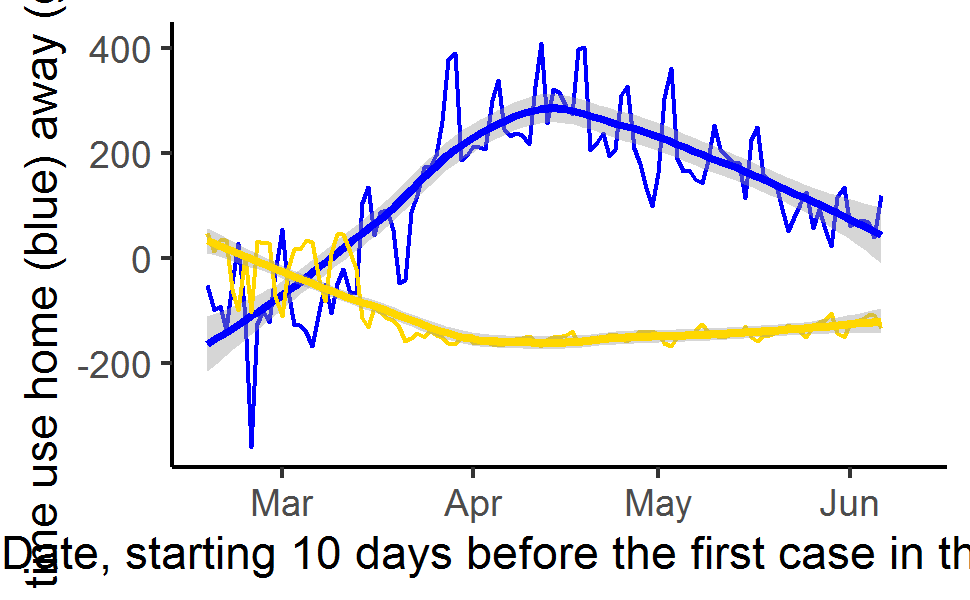 time use home (blue) away (g
400
200
0
-200
Mar Apr May Jun
Date, starting 10 days before the first case in th